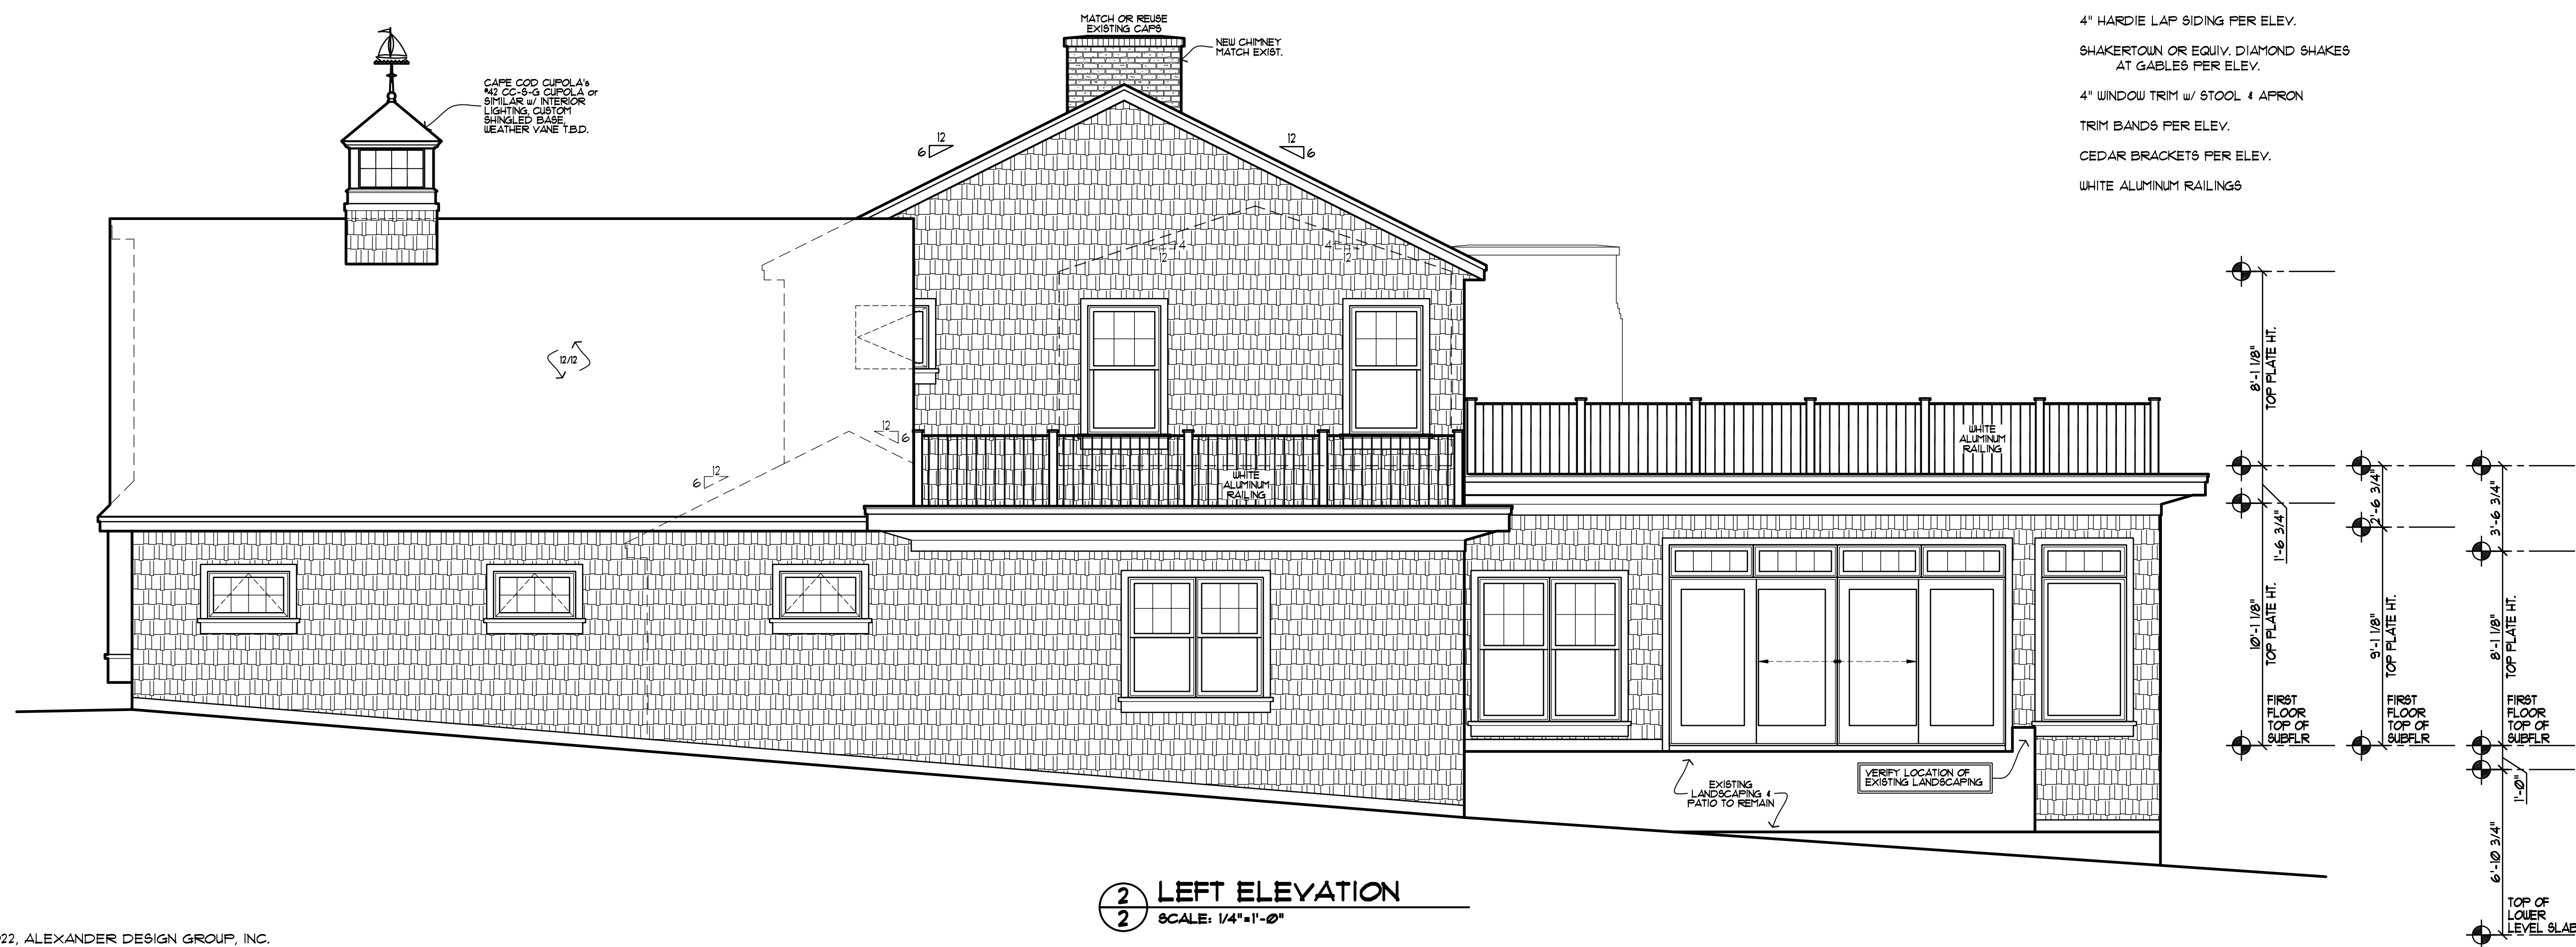 MATCH OR REUSE
EXISTING CAPS
NEW CHIMNEY
MATCH EXIST.
CAPE COD CUPOLA's
#42 CC-S-G CUPOLA or
SIMILAR w/ INTERIOR
LIGHTING, CUSTOM
SHINGLED BASE,
WEATHER VANE T.B.D.
4" HARDIE LAP SIDING PER ELEV.
SHAKERTOWN OR EQUIV. DIAMOND SHAKES
AT GABLES PER ELEV.
4" WINDOW TRIM w/ STOOL & APRON
TRIM BANDS PER ELEV.
CEDAR BRACKETS PER ELEV.
WHITE ALUMINUM RAILINGS
12
6
12
6
4
12
4
12
12/12
12
6
12
6
WHITE
ALUMINUM
RAILING
WHITE
ALUMINUM
RAILING
8'-1 1/8"
TOP PLATE HT.
1'-6 3/4"
10'-1 1/8"
TOP PLATE HT.
FIRST
FLOOR
TOP OF
SUBFLR
2'-6 3/4"
9'-1 1/8"
TOP PLATE HT.
FIRST
FLOOR
TOP OF
SUBFLR
3'-6 3/4"
8'-1 1/8"
TOP PLATE HT.
FIRST
FLOOR
TOP OF
SUBFLR
1'-0"
6'-10 3/4"
TOP OF
LOWER
LEVEL SLAB
EXISTING
LANDSCAPING &
PATIO TO REMAIN
VERIFY LOCATION OF
EXISTING LANDSCAPING
2
2
LEFT ELEVATION
SCALE: 1/4"=1'-0"
22, ALEXANDER DESIGN GROUP, INC.